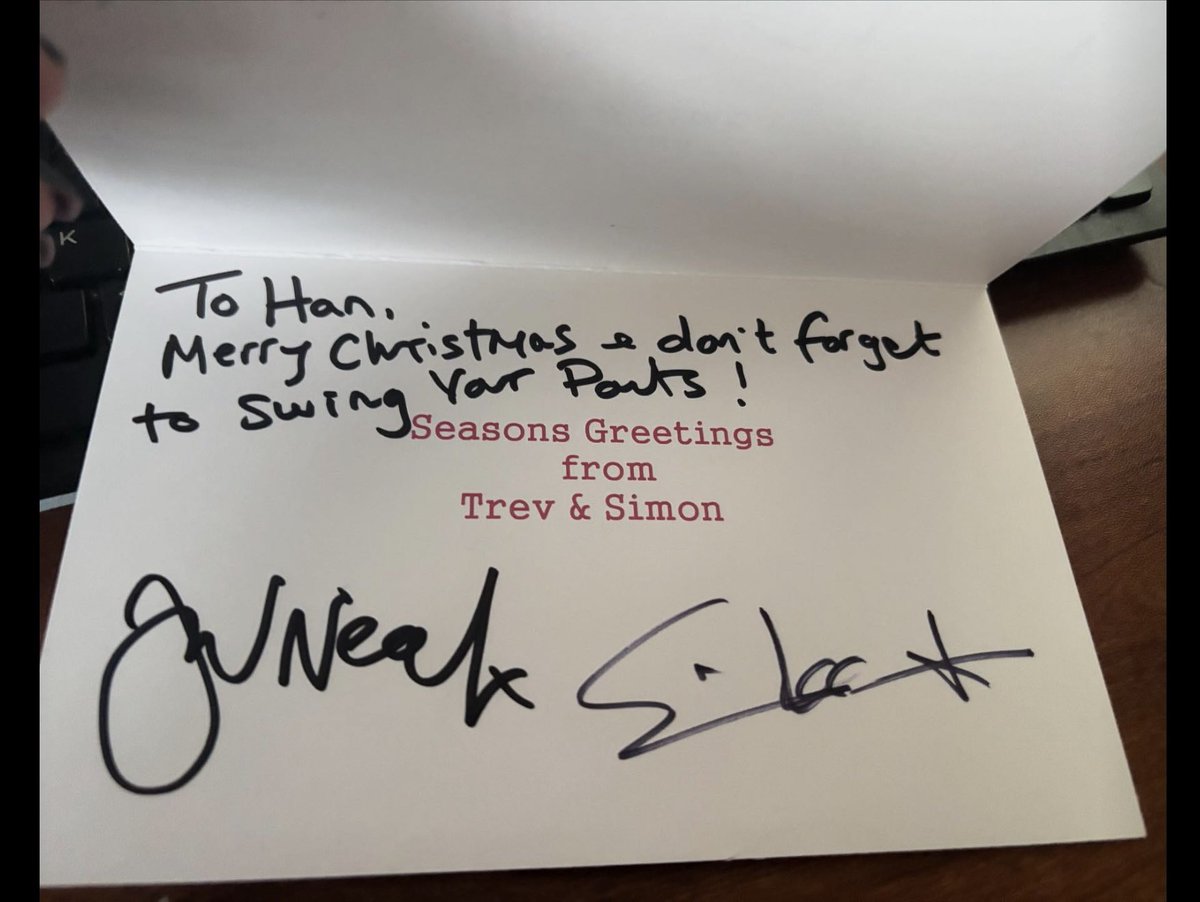 To Han,
Merry Christmas & don't forget
to swing Your Pants!
Seasons Greetings
from
Trev & Simon
K